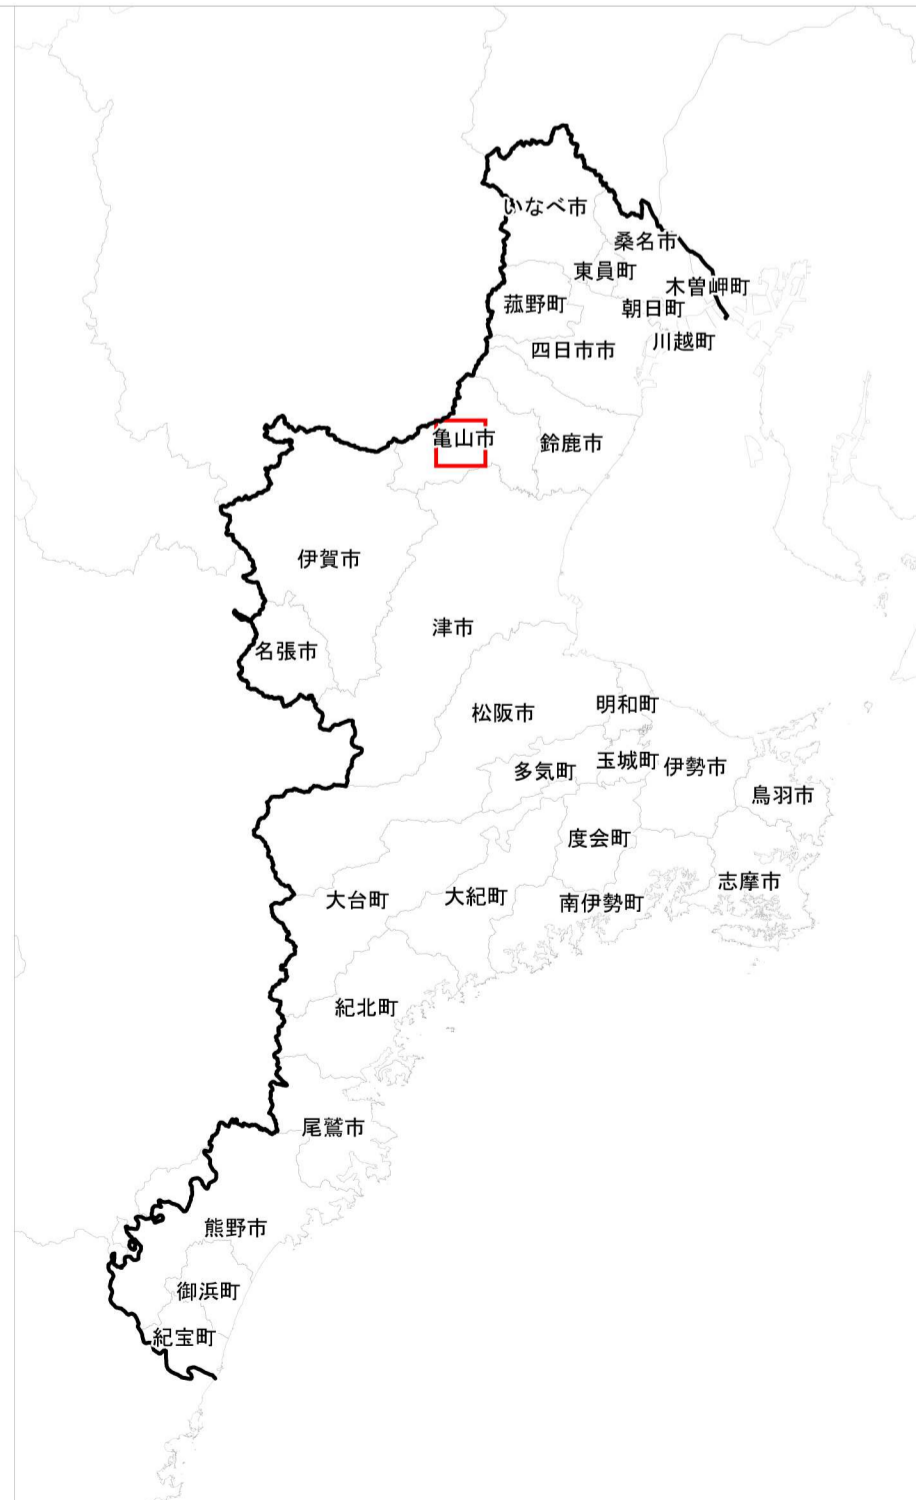 いなべ市
桑名市
東員町
木曽岬町
菰野町
朝日町
川越町
四日市市
亀山市
鈴鹿市
伊賀市
津市
名張市
松阪市
明和町
多気町
玉城町
伊勢市
鳥羽市
度会町
志摩市
大台町
大紀町
南伊勢町
紀北町
尾鷲市
熊野市
御浜町
紀宝町